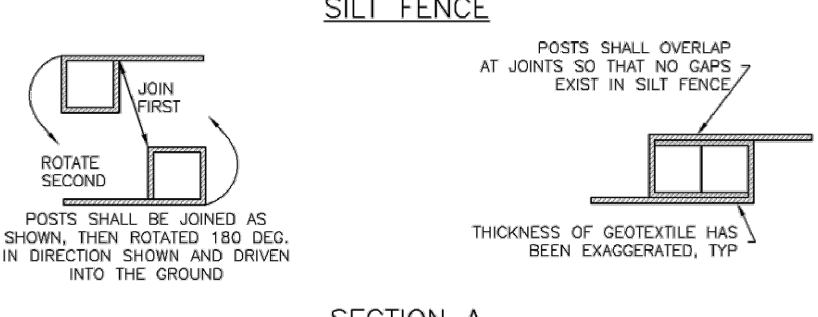 SILT FENCE
JOIN
FIRST
ROTATE
SECOND
POSTS SHALL BE JOINED AS
SHOWN, THEN ROTATED 180 DEG.
IN DIRECTION SHOWN AND DRIVEN
INTO THE GROUND
POSTS SHALL OVERLAP
AT JOINTS SO THAT NO GAPS
EXIST IN SILT FENCE
THICKNESS OF GEOTEXTILE HAS
BEEN EXAGGERATED, TYP
SECTION A